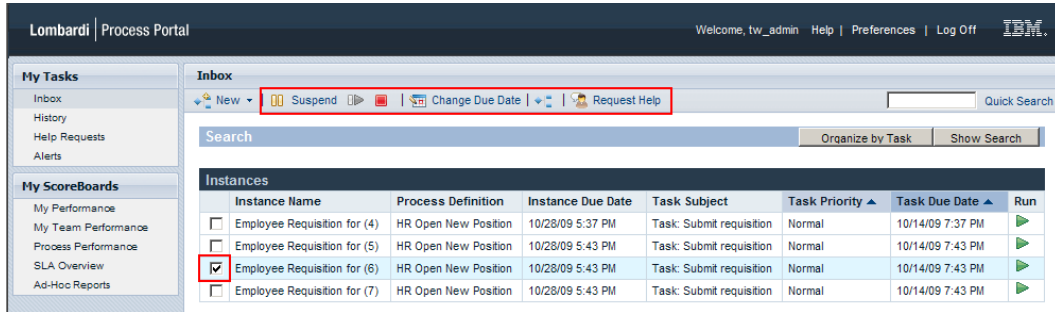 Lombardi | Process Portal
Welcome, tw_admin Help | Preferences | Log Off IBM.
My Tasks
Inbox
History
Help Requests
Alerts
My ScoreBoards
My Performance
My Team Performance
Process Performance
SLA Overview
Ad-Hoc Reports
Inbox
New Suspend Change Due Date Request Help Quick Search
Search Organize by Task Show Search
Instances
Instance Name Process Definition Instance Due Date Task Subject Task Priority Task Due Date Run
Employee Requisition for (4) HR Open New Position 10/28/09 5:37 PM Task: Submit requisition Normal 10/14/09 7:37 PM
Employee Requisition for (5) HR Open New Position 10/28/09 5:43 PM Task: Submit requisition Normal 10/14/09 7:43 PM
Employee Requisition for (6) HR Open New Position 10/28/09 5:43 PM Task: Submit requisition Normal 10/14/09 7:43 PM
Employee Requisition for (7) HR Open New Position 10/28/09 5:43 PM Task: Submit requisition Normal 10/14/09 7:43 PM